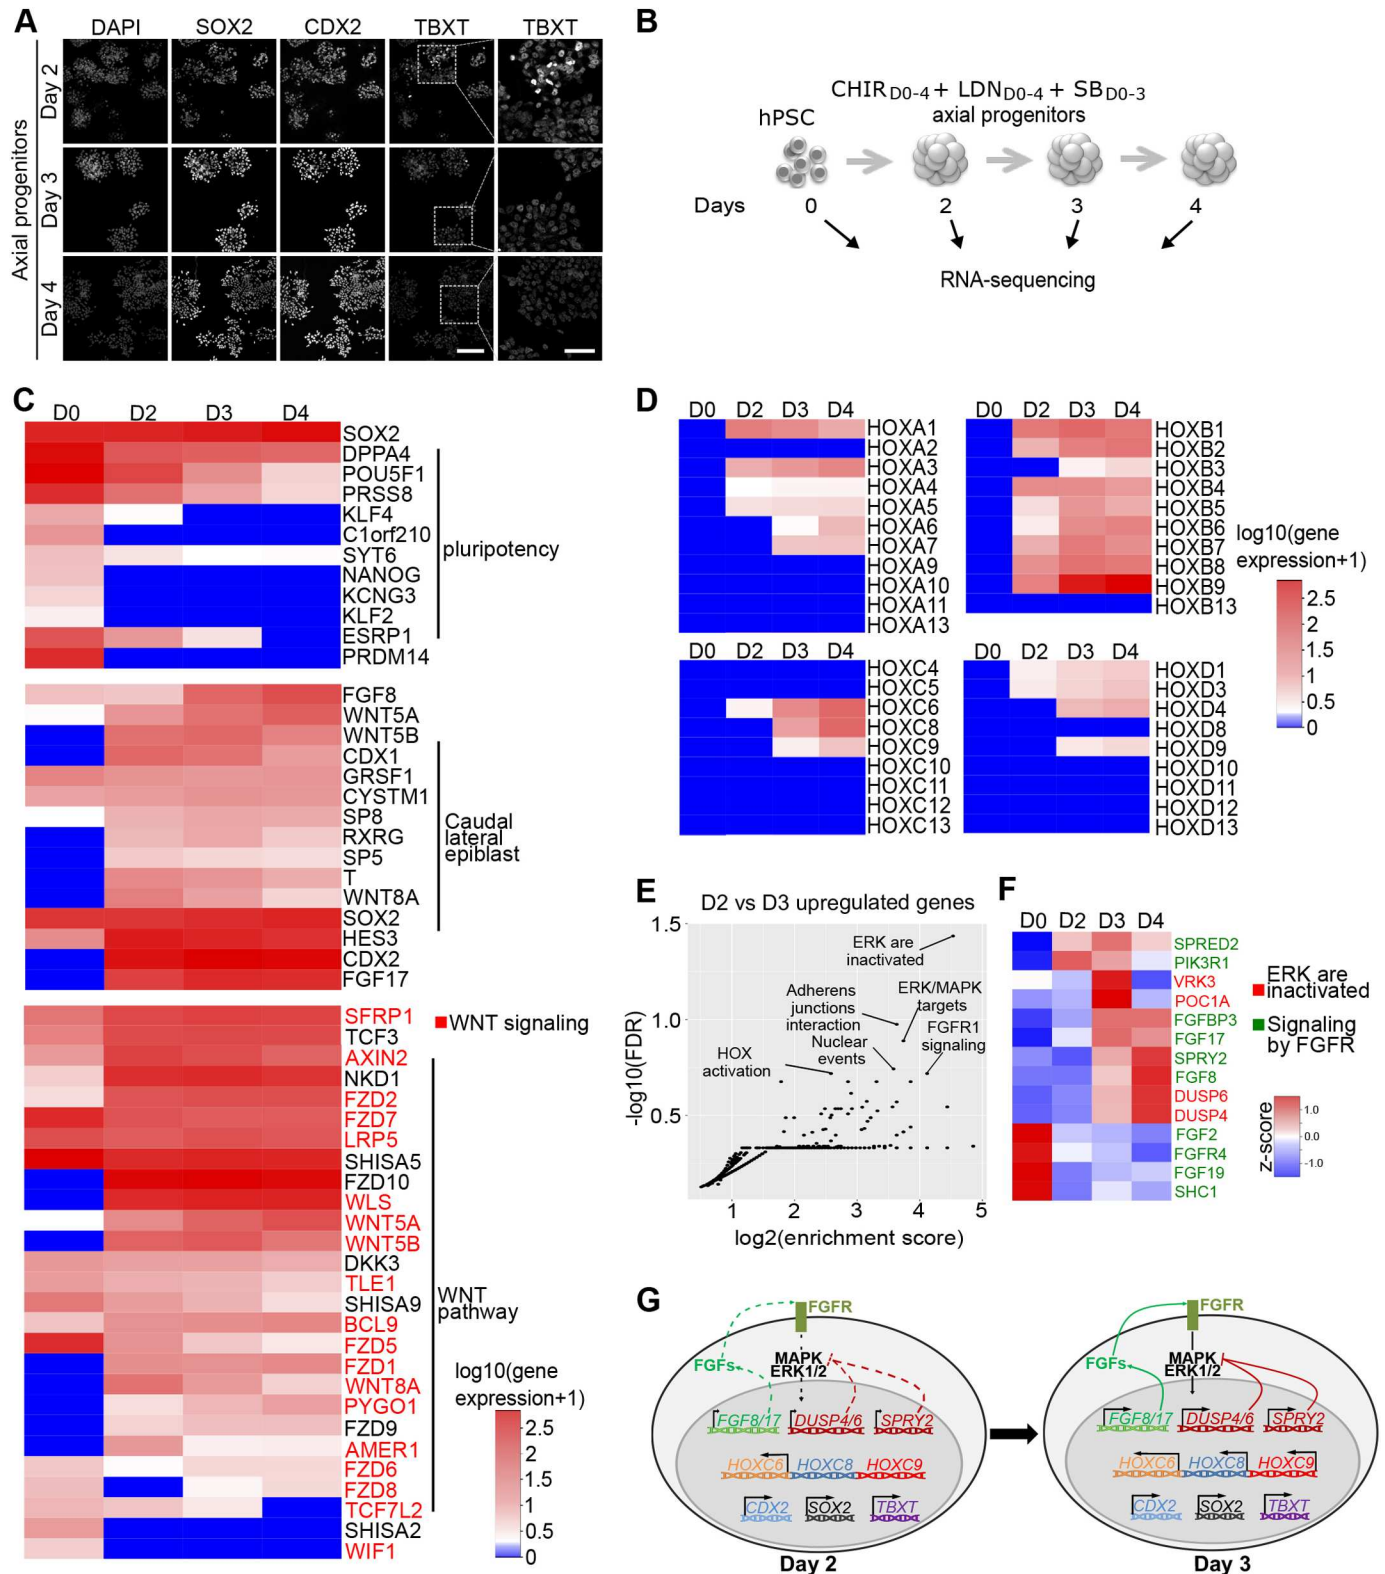 A
DAPI SOX2 CDX2 TBXT TBXT
Axial progenitors
Day 2
Day 3
Day 4
B
CHIR D0-4 + LDN D0-4 + SB D0-3
axial progenitors
hPSC
Days 0 2 3 4
RNA-sequencing
C
D0 D2 D3 D4
SOX2
DPPA4
POU5F1
PRSS8
KLF4
C1orf210
SYT6
NANOG
KCNG3
KLF2
ESRP1
PRDM14
pluripotency
FGF8
WNT5A
WNT5B
CDX1
GRSF1
CYSTM1
SP8
RXRG
SP5
T
WNT8A
SOX2
HES3
CDX2
FGF17
Caudal
lateral
epiblast
SFRP1
TCF3
AXIN2
NKD1
FZD2
FZD7
LRP5
SHISA5
FZD10
WLS
WNT5A
WNT5B
DKK3
TLE1
SHISA9
BCL9
FZD5
FZD1
WNT8A
PYGO1
FZD9
AMER1
FZD6
FZD8
TCF7L2
SHISA2
WIF1
WNT signaling
WNT
pathway
log10(gene
expression+1)
2.5
2
1.5
1
0.5
0
D
D0 D2 D3 D4
HOXA1
HOXA2
HOXA3
HOXA4
HOXA5
HOXA6
HOXA7
HOXA9
HOXA10
HOXA11
HOXA13
D0 D2 D3 D4
HOXB1
HOXB2
HOXB3
HOXB4
HOXB5
HOXB6
HOXB7
HOXB8
HOXB9
HOXB13
log10(gene
expression+1)
2.5
2
1.5
1
0.5
0
D0 D2 D3 D4
HOXC4
HOXC5
HOXC6
HOXC8
HOXC9
HOXC10
HOXC11
HOXC12
HOXC13
D0 D2 D3 D4
HOXD1
HOXD3
HOXD4
HOXD8
HOXD9
HOXD10
HOXD11
HOXD12
HOXD13
E
D2 vs D3 upregulated genes
-log10(FDR)
1.5
1.0
0.5
ERK are
inactivated
ERK/MAPK
targets
Adherens
junctions
interaction
Nuclear
events
FGFR1
signaling
HOX
activation
1 2 3 4 5
log2(enrichment score)
F
D0 D2 D3 D4
SPRED2
PIK3R1
VRK3
POC1A
FGFBP3
FGF17
SPRY2
FGF8
DUSP6
DUSP4
FGF2
FGFR4
FGF19
SHC1
ERK are
inactivated
Signaling
by FGFR
z-score
1.0
0.0
-1.0
G
FGFR
FGFs
MAPK
ERK1/2
FGF8/17 DUSP4/6 SPRY2
HOXC6 HOXC8 HOXC9
CDX2 SOX2 TBXT
Day 2
FGFR
FGFs
MAPK
ERK1/2
FGF8/17 DUSP4/6 SPRY2
HOXC6 HOXC8 HOXC9
CDX2 SOX2 TBXT
Day 3